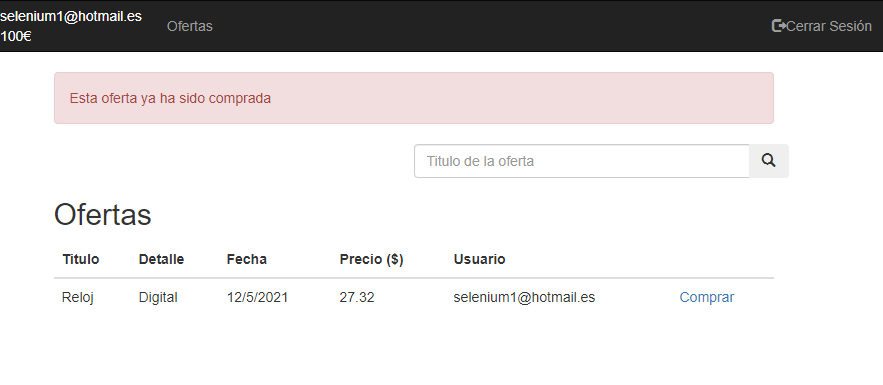 selenium1@hotmail.es
100€
Ofertas
Cerrar Sesión
Esta oferta ya ha sido comprada
Titulo de la oferta
Ofertas
Titulo Detalle Fecha Precio ($) Usuario
Reloj Digital 12/5/2021 27.32 selenium1@hotmail.es Comprar